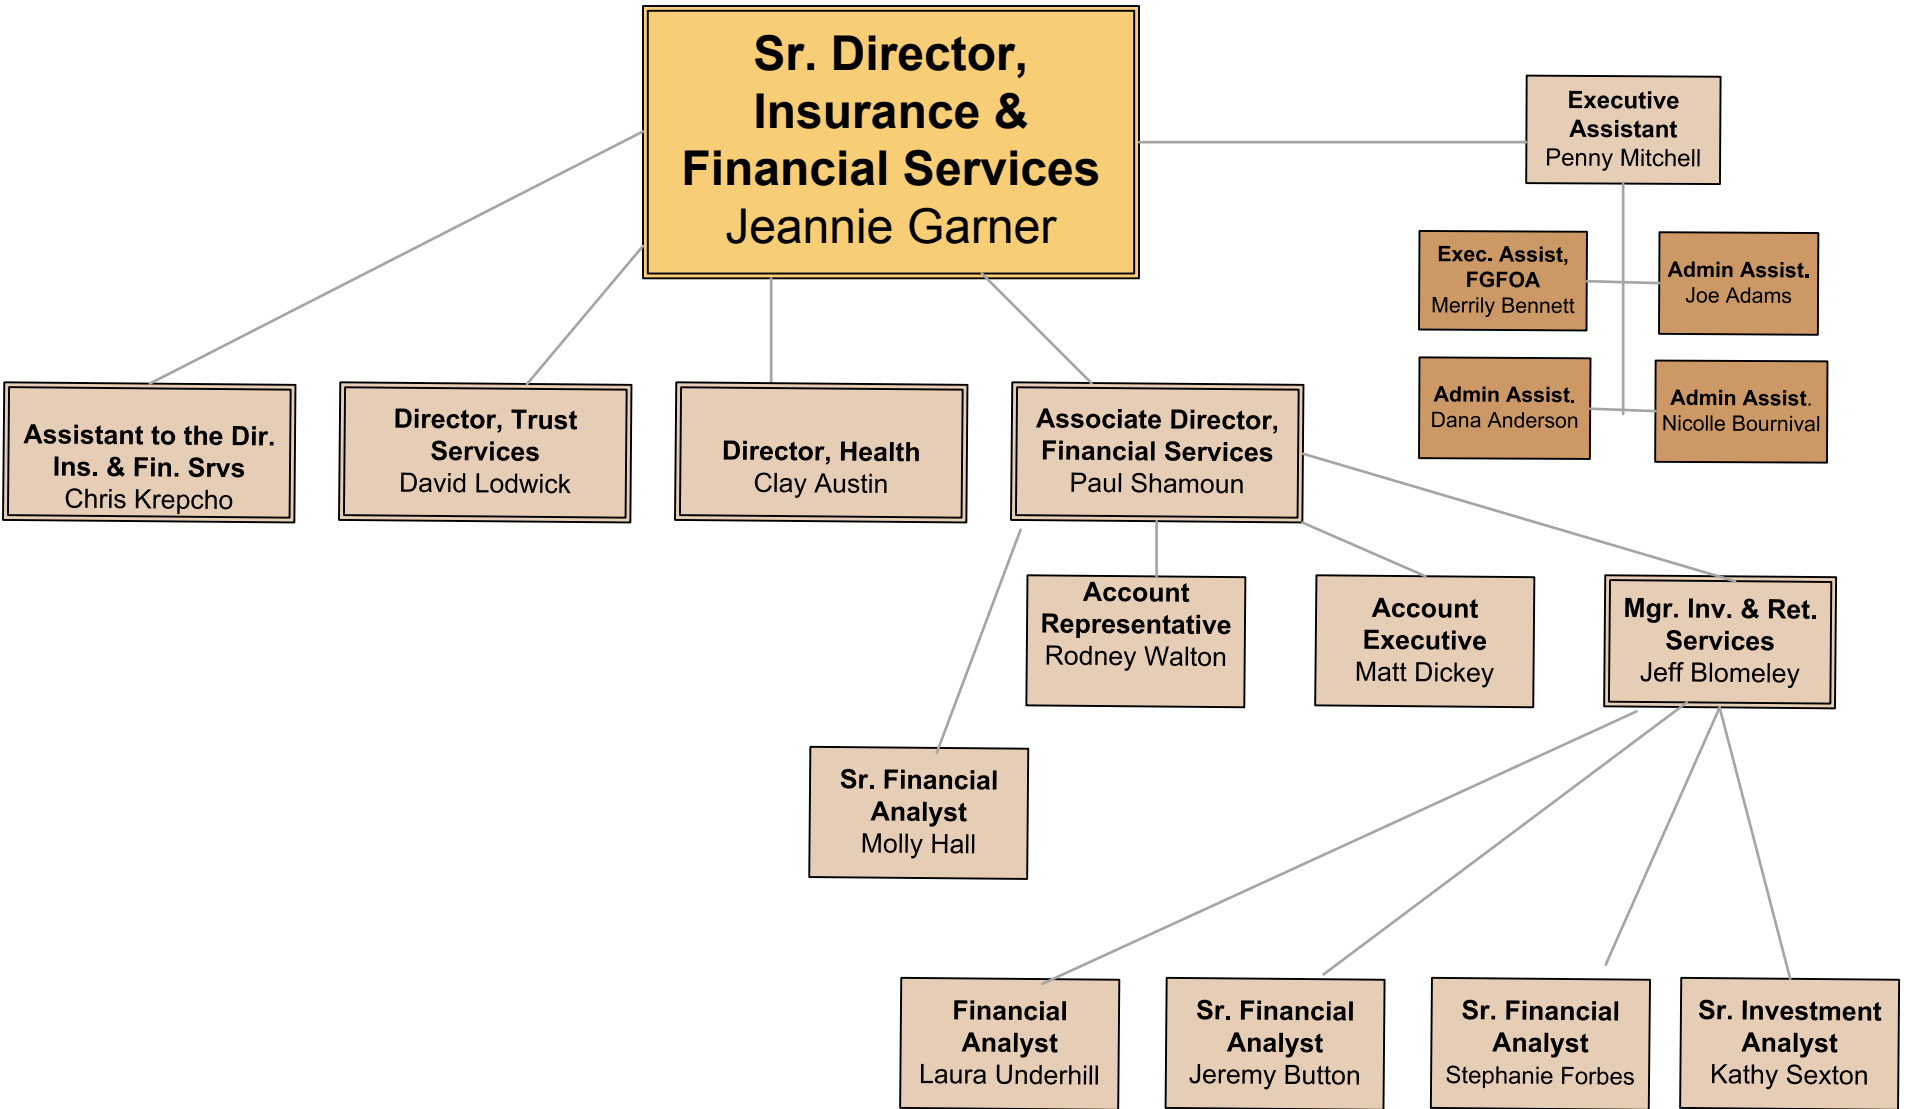 Sr. Director,
Insurance &
Financial Services
Jeannie Garner
Executive
Assistant
Penny Mitchell
Exec. Assist,
FGFOA
Merrily Bennett
Admin Assist.
Joe Adams
Admin Assist.
Dana Anderson
Admin Assist.
Nicolle Bournival
Assistant to the Dir.
Ins. & Fin. Srvs
Chris Krepcho
Director, Trust
Services
David Lodwick
Director, Health
Clay Austin
Associate Director,
Financial Services
Paul Shamoun
Account
Representative
Rodney Walton
Account
Executive
Matt Dickey
Mgr. Inv. & Ret.
Services
Jeff Blomeley
Sr. Financial
Analyst
Molly Hall
Financial
Analyst
Laura Underhill
Sr. Financial
Analyst
Jeremy Button
Sr. Financial
Analyst
Stephanie Forbes
Sr. Investment
Analyst
Kathy Sexton